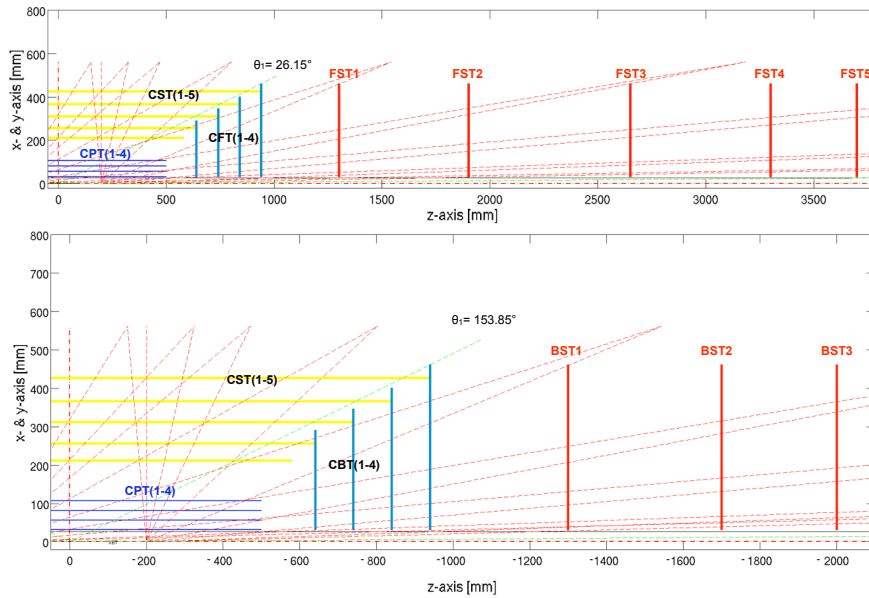 800
600
400
200
0
x- & y-axis [mm]
θ₁= 26.15°
FST1 FST2 FST3 FST4 FST5
CST(1-5)
CFT(1-4)
CPT(1-4)
0 500 1000 1500 2000 2500 3000 3500
z-axis [mm]
800
700
600
500
400
300
200
100
0
x- & y-axis [mm]
θ₁= 153.85°
BST1 BST2 BST3
CST(1-5)
CBT(1-4)
CPT(1-4)
0 - 200 - 400 - 600 - 800 -1000 -1200 - 1400 - 1600 - 1800 - 2000
z-axis [mm]